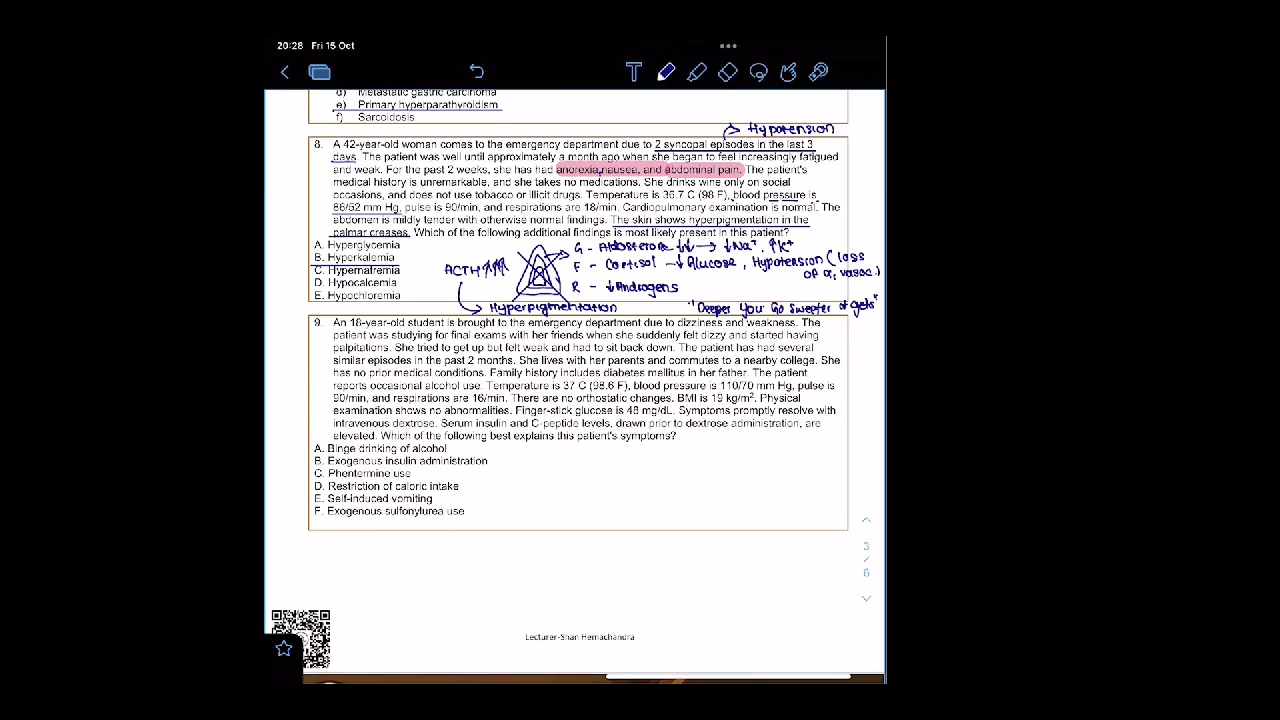 20:28 Fri 15 Oct
d) Metastatic gastric carcinoma
e) Primary hyperparathyroidism
f) Sarcoidosis
Hypotension
8. A 42-year-old woman comes to the emergency department due to 2 syncopal episodes in the last 3
days. The patient was well until approximately a month ago when she began to feel increasingly fatigued
and weak. For the past 2 weeks, she has had anorexia, nausea, and abdominal pain. The patient's
medical history is unremarkable, and she takes no medications. She drinks wine only on social
occasions, and does not use tobacco or illicit drugs. Temperature is 36.7 C (98 F), blood pressure is
86/52 mm Hg, pulse is 90/min, and respirations are 18/min. Cardiopulmonary examination is normal. The
abdomen is mildly tender with otherwise normal findings. The skin shows hyperpigmentation in the
palmar creases. Which of the following additional findings is most likely present in this patient?
A. Hyperglycemia
B. Hyperkalemia
C. Hypernatremia
D. Hypocalcemia
E. Hypochloremia
ACTH ↑↑↑
G - Aldosterone ↓↓ → ↓Na⁺, ↑K⁺
F - Cortisol → ↓Glucose, Hypotension (loss
of α, vasoc.)
R - ↓Androgens
Hyperpigmentation
"Deeper you Go Sweeter it gets"
9. An 18-year-old student is brought to the emergency department due to dizziness and weakness. The
patient was studying for final exams with her friends when she suddenly felt dizzy and started having
palpitations. She tried to get up but felt weak and had to sit back down. The patient has had several
similar episodes in the past 2 months. She lives with her parents and commutes to a nearby college. She
has no prior medical conditions. Family history includes diabetes mellitus in her father. The patient
reports occasional alcohol use. Temperature is 37 C (98.6 F), blood pressure is 110/70 mm Hg, pulse is
90/min, and respirations are 16/min. There are no orthostatic changes. BMI is 19 kg/m². Physical
examination shows no abnormalities. Finger-stick glucose is 48 mg/dL. Symptoms promptly resolve with
intravenous dextrose. Serum insulin and C-peptide levels, drawn prior to dextrose administration, are
elevated. Which of the following best explains this patient's symptoms?
A. Binge drinking of alcohol
B. Exogenous insulin administration
C. Phentermine use
D. Restriction of caloric intake
E. Self-induced vomiting
F. Exogenous sulfonylurea use
3
/
6
Lecturer-Shan Hemachandra